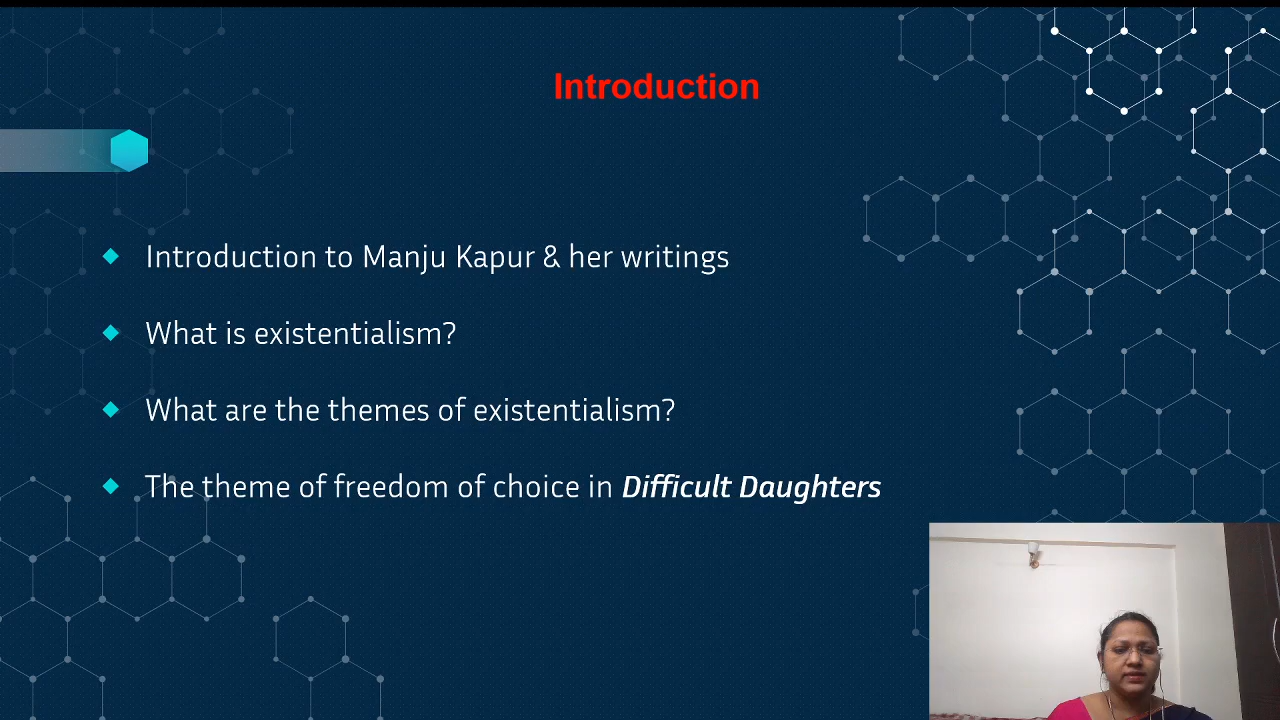 Introduction
Introduction to Manju Kapur & her writings
What is existentialism?
What are the themes of existentialism?
The theme of freedom of choice in Difficult Daughters